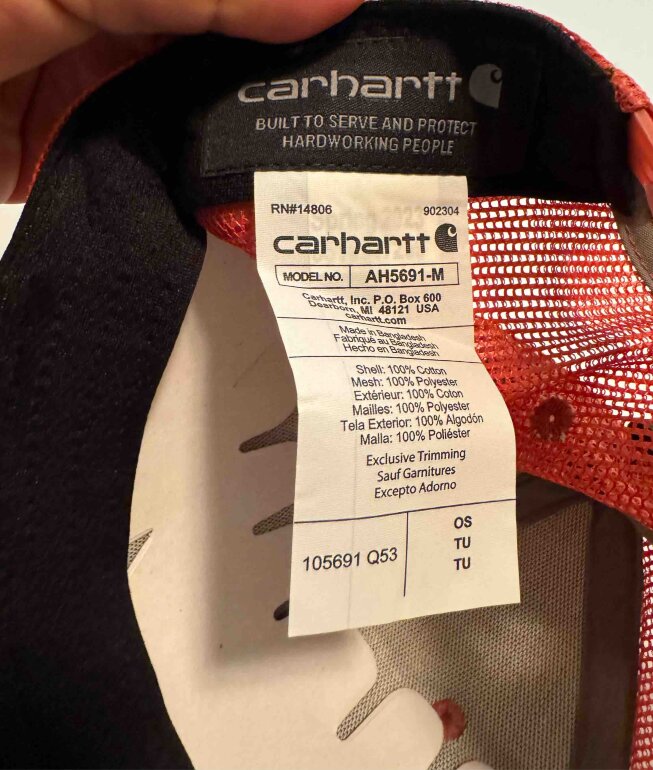 carhartt
BUILT TO SERVE AND PROTECT
HARDWORKING PEOPLE
RN#14806 902304
carhartt
MODEL NO. AH5691-M
Carhartt, Inc. P.O. Box 600
Dearborn, MI 48121 USA
carhartt.com
Made in Bangladesh
Fabriqué au Bangladesh
Hecho en Bangladesh
Shell: 100% Cotton
Mesh: 100% Polyester
Extérieur: 100% Coton
Mailles: 100% Polyester
Tela Exterior: 100% Algodón
Malla: 100% Poliéster
Exclusive Trimming
Sauf Garnitures
Excepto Adorno
105691 Q53
OS
TU
TU